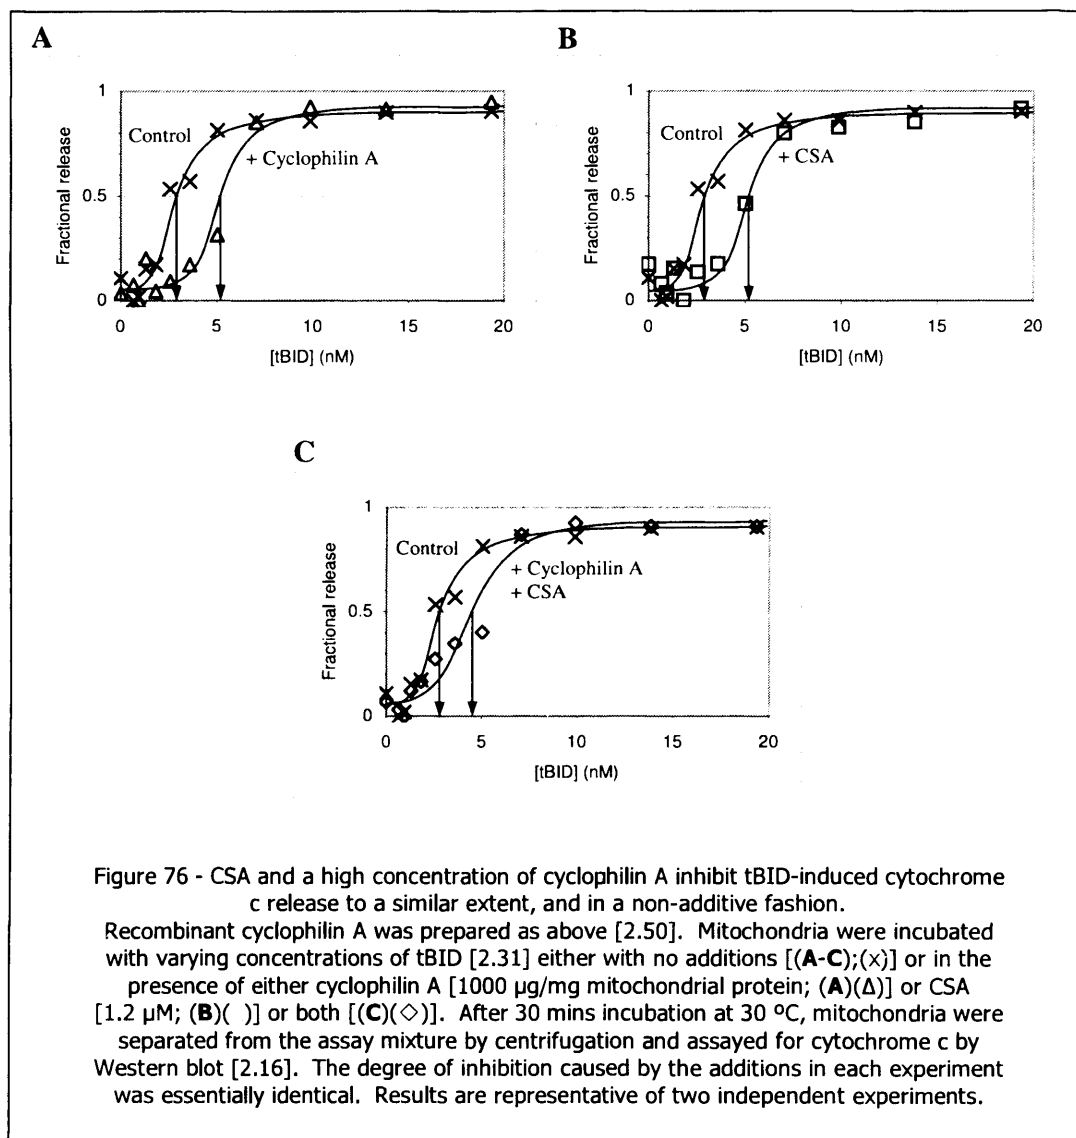 A
B
1
Control
+ Cyclophilin A
0.5
0
Fractional release
0
5
10
15
20
[tBID] (nM)
1
Control
+ CSA
0.5
0
Fractional release
0
5
10
15
20
[tBID] (nM)
C
1
Control
+ Cyclophilin A
+ CSA
0.5
0
Fractional release
0
5
10
15
20
[tBID] (nM)
Figure 76 - CSA and a high concentration of cyclophilin A inhibit tBID-induced cytochrome
c release to a similar extent, and in a non-additive fashion.
Recombinant cyclophilin A was prepared as above [2.50]. Mitochondria were incubated
with varying concentrations of tBID [2.31] either with no additions [(A-C);(×)] or in the
presence of either cyclophilin A [1000 µg/mg mitochondrial protein; (A)(Δ)] or CSA
[1.2 µM; (B)( )] or both [(C)(◇)]. After 30 mins incubation at 30 ºC, mitochondria were
separated from the assay mixture by centrifugation and assayed for cytochrome c by
Western blot [2.16]. The degree of inhibition caused by the additions in each experiment
was essentially identical. Results are representative of two independent experiments.